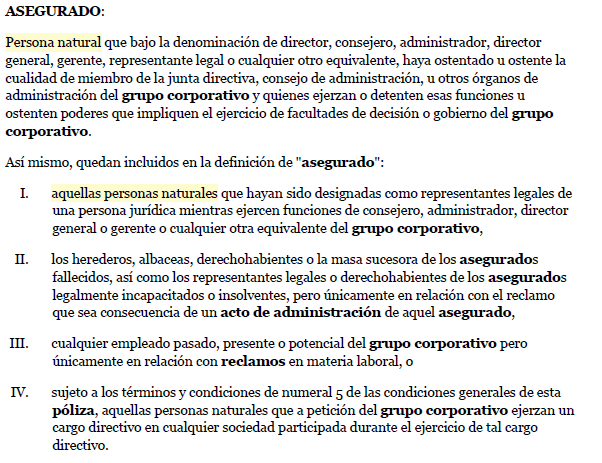 ASEGURADO:
Persona natural que bajo la denominación de director, consejero, administrador, director
general, gerente, representante legal o cualquier otro equivalente, haya ostentado u ostente la
cualidad de miembro de la junta directiva, consejo de administración, u otros órganos de
administración del grupo corporativo y quienes ejerzan o detenten esas funciones u
ostenten poderes que impliquen el ejercicio de facultades de decisión o gobierno del grupo
corporativo.
Así mismo, quedan incluidos en la definición de "asegurado":
I. aquellas personas naturales que hayan sido designadas como representantes legales de
una persona jurídica mientras ejercen funciones de consejero, administrador, director
general o gerente o cualquier otra equivalente del grupo corporativo,
II. los herederos, albaceas, derechohabientes o la masa sucesora de los asegurados
fallecidos, así como los representantes legales o derechohabientes de los asegurados
legalmente incapacitados o insolventes, pero únicamente en relación con el reclamo
que sea consecuencia de un acto de administración de aquel asegurado,
III. cualquier empleado pasado, presente o potencial del grupo corporativo pero
únicamente en relación con reclamos en materia laboral, o
IV. sujeto a los términos y condiciones de numeral 5 de las condiciones generales de esta
póliza, aquellas personas naturales que a petición del grupo corporativo ejerzan un
cargo directivo en cualquier sociedad participada durante el ejercicio de tal cargo
directivo.